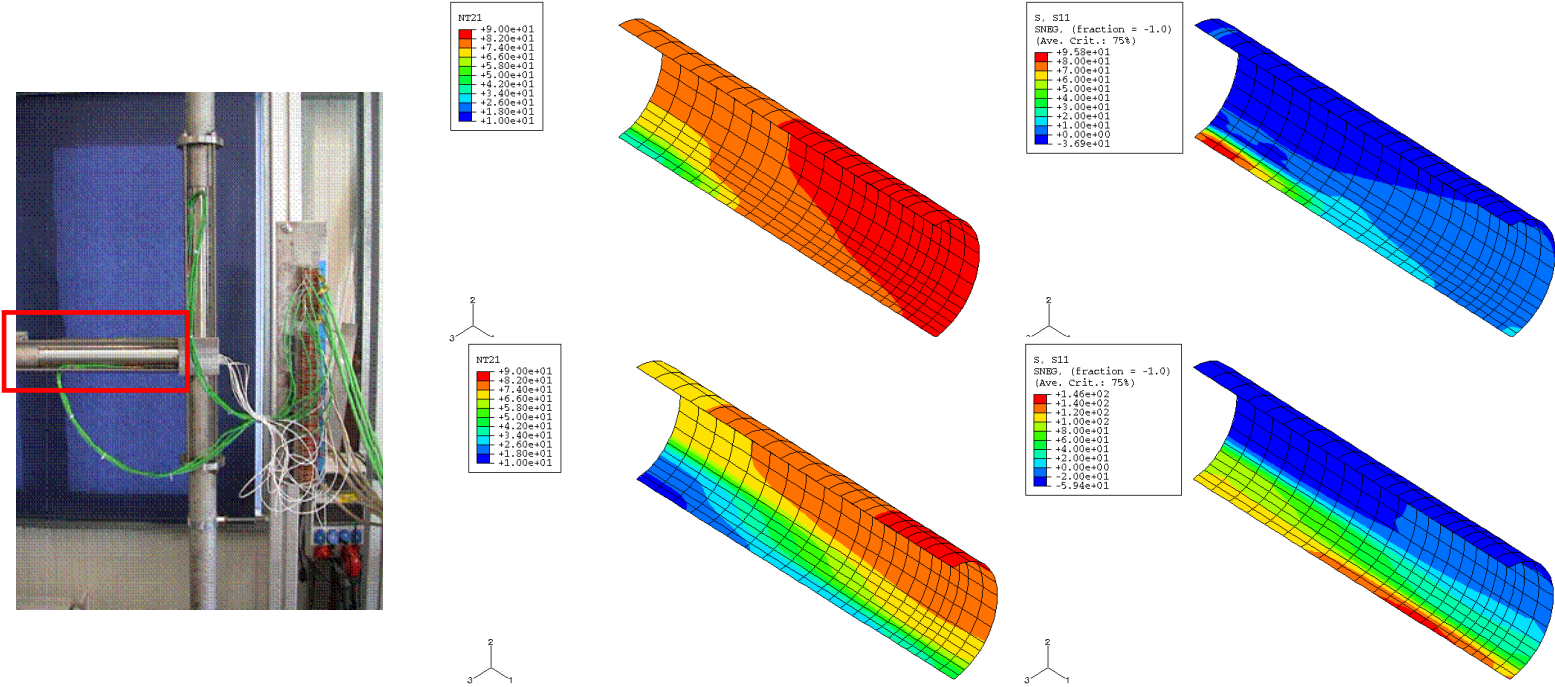 NT21
+9.00e+01
+8.20e+01
+7.40e+01
+6.60e+01
+5.80e+01
+5.00e+01
+4.20e+01
+3.40e+01
+2.60e+01
+1.80e+01
+1.00e+01
2
3
S, S11
SNEG, (fraction = -1.0)
(Ave. Crit.: 75%)
+9.58e+01
+8.00e+01
+7.00e+01
+6.00e+01
+5.00e+01
+4.00e+01
+3.00e+01
+2.00e+01
+1.00e+01
+0.00e+00
-3.69e+01
2
3
NT21
+9.00e+01
+8.20e+01
+7.40e+01
+6.60e+01
+5.80e+01
+5.00e+01
+4.20e+01
+3.40e+01
+2.60e+01
+1.80e+01
+1.00e+01
2
3 1
S, S11
SNEG, (fraction = -1.0)
(Ave. Crit.: 75%)
+1.46e+02
+1.40e+02
+1.20e+02
+1.00e+02
+8.00e+01
+6.00e+01
+4.00e+01
+2.00e+01
+0.00e+00
-2.00e+01
-5.94e+01
2
3 1